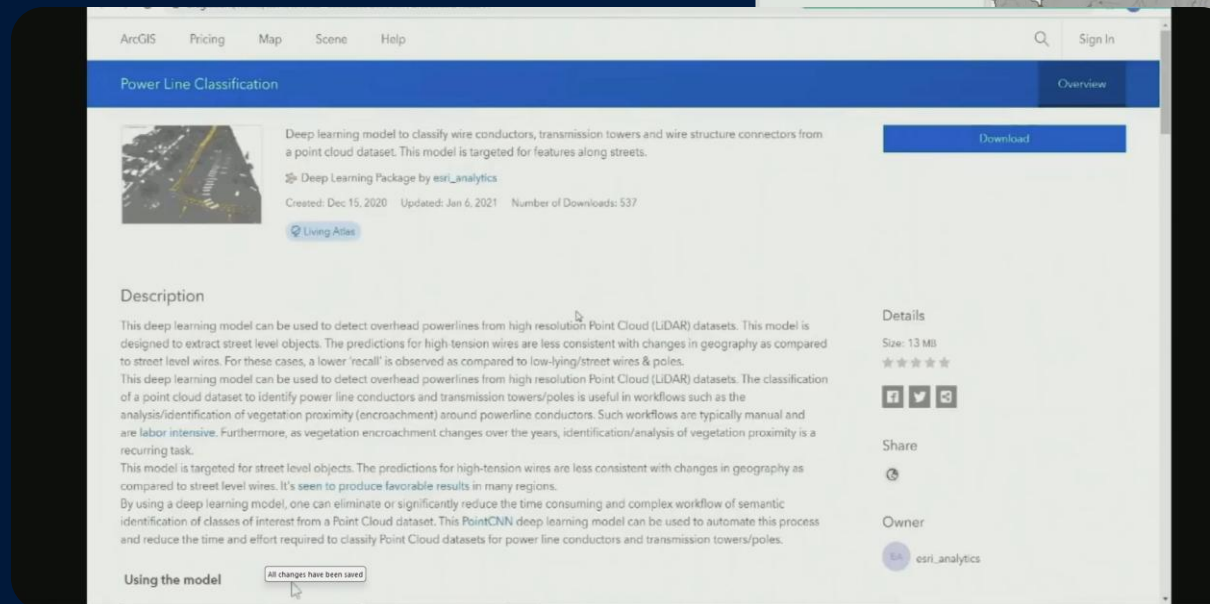 ArcGIS Pricing Map Scene Help Sign In
Power Line Classification Overview
Deep learning model to classify wire conductors, transmission towers and wire structure connectors from
a point cloud dataset. This model is targeted for features along streets.
Download
Deep Learning Package by esri_analytics
Created: Dec 15, 2020 Updated: Jan 6, 2021 Number of Downloads: 537
Living Atlas
Description
This deep learning model can be used to detect overhead powerlines from high resolution Point Cloud (LiDAR) datasets. This model is
designed to extract street level objects. The predictions for high-tension wires are less consistent with changes in geography as compared
to street level wires. For these cases, a lower 'recall' is observed as compared to low-lying/street wires & poles.
This deep learning model can be used to detect overhead powerlines from high resolution Point Cloud (LiDAR) datasets. The classification
of a point cloud dataset to identify power line conductors and transmission towers/poles is useful in workflows such as the
analysis/identification of vegetation proximity (encroachment) around powerline conductors. Such workflows are typically manual and
are labor intensive. Furthermore, as vegetation encroachment changes over the years, identification/analysis of vegetation proximity is a
recurring task.
This model is targeted for street level objects. The predictions for high-tension wires are less consistent with changes in geography as
compared to street level wires. It's seen to produce favorable results in many regions.
By using a deep learning model, one can eliminate or significantly reduce the time consuming and complex workflow of semantic
identification of classes of interest from a Point Cloud dataset. This PointCNN deep learning model can be used to automate this process
and reduce the time and effort required to classify Point Cloud datasets for power line conductors and transmission towers/poles.
Using the model
All changes have been saved
Details
Size: 13 MB
Share
Owner
EA esri_analytics